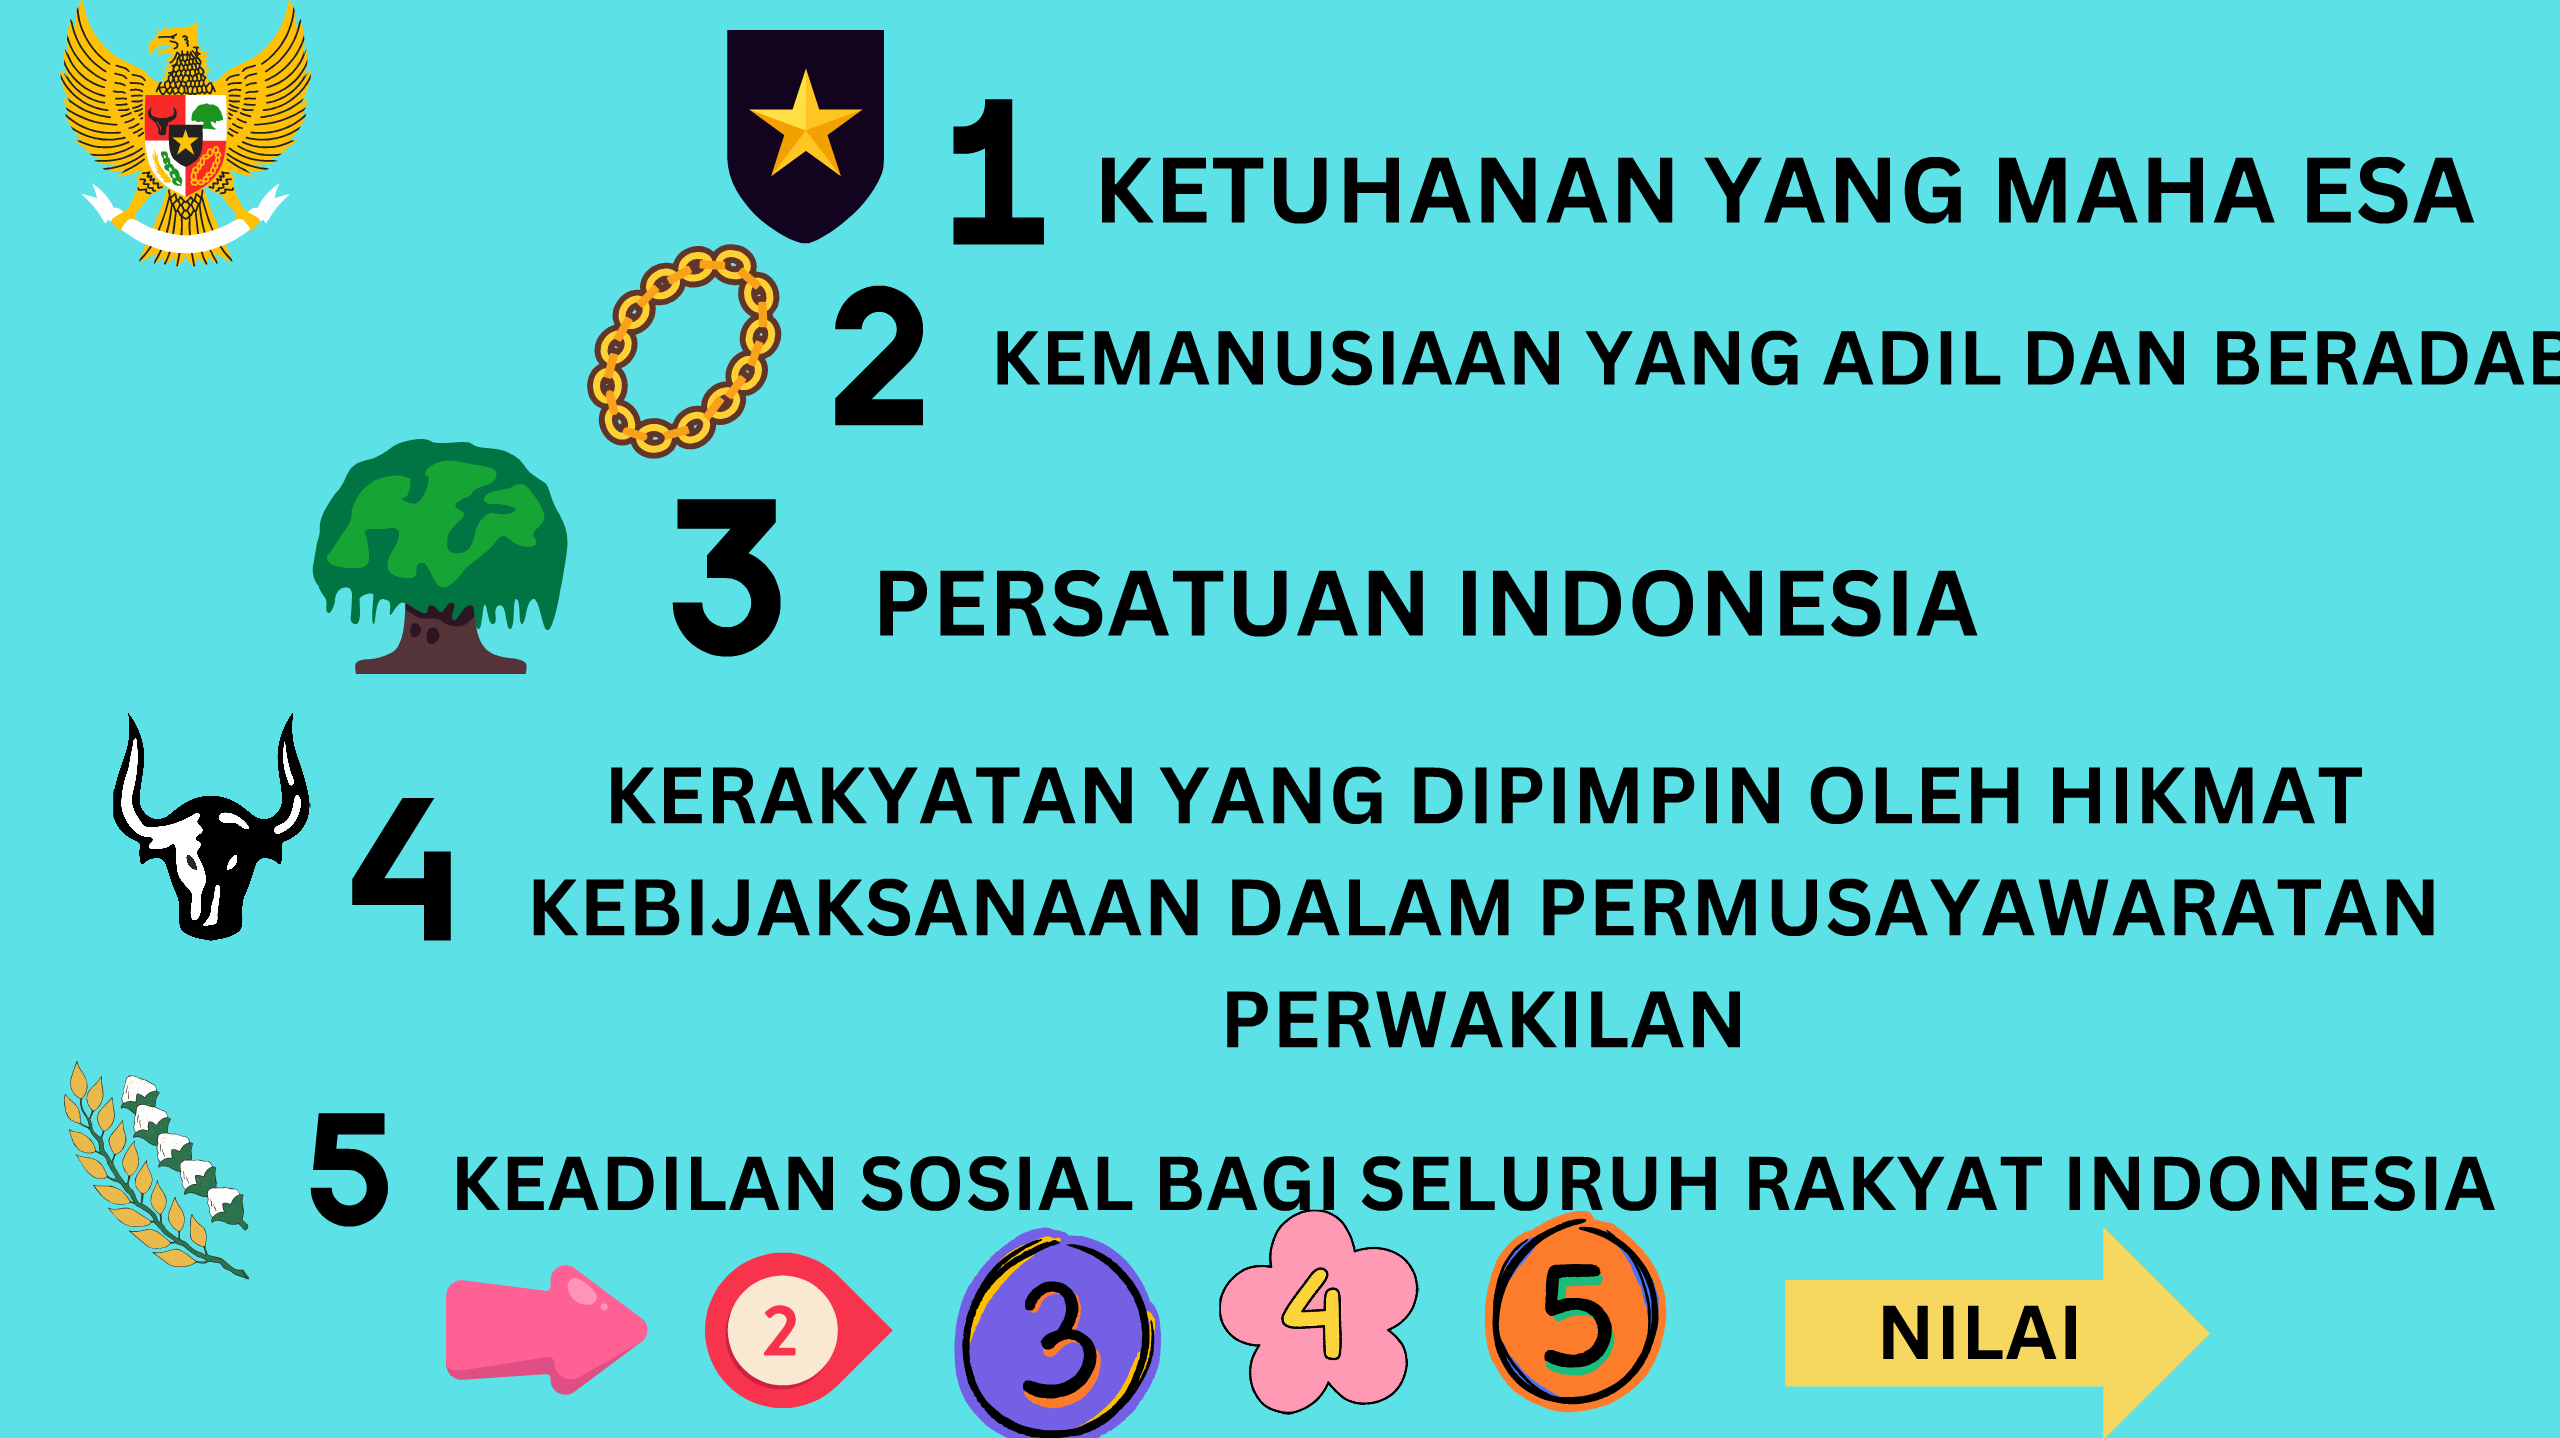 1 KETUHANAN YANG MAHA ESA
2 KEMANUSIAAN YANG ADIL DAN BERADAB
3 PERSATUAN INDONESIA
4 KERAKYATAN YANG DIPIMPIN OLEH HIKMAT
KEBIJAKSANAAN DALAM PERMUSAYAWARATAN
PERWAKILAN
5 KEADILAN SOSIAL BAGI SELURUH RAKYAT INDONESIA
2 3 4 5 NILAI